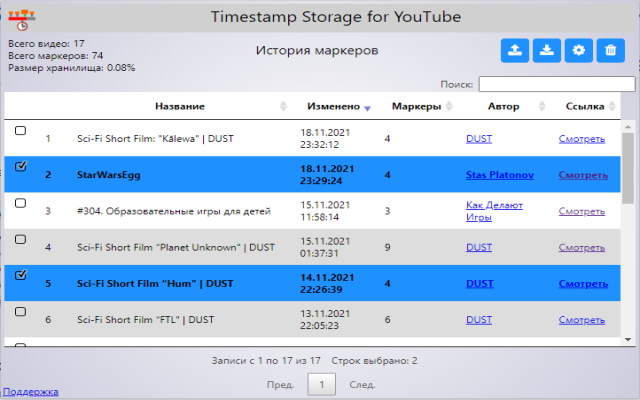 Timestamp Storage for YouTube
Всего видео: 17
Всего маркеров: 74
Размер хранилища: 0.08%
История маркеров
Поиск:
Название Изменено Маркеры Автор Ссылка
1 Sci-Fi Short Film: "Kãlewa" | DUST 18.11.2021 23:32:12 4 DUST Смотреть
2 StarWarsEgg 18.11.2021 23:29:24 4 Stas Platonov Смотреть
3 #304. Образовательные игры для детей 15.11.2021 11:58:14 3 Как Делают Игры Смотреть
4 Sci-Fi Short Film "Planet Unknown" | DUST 15.11.2021 01:37:31 9 DUST Смотреть
5 Sci-Fi Short Film "Hum" | DUST 14.11.2021 22:26:39 4 DUST Смотреть
6 Sci-Fi Short Film "FTL" | DUST 13.11.2021 22:05:23 6 DUST Смотреть
Записи с 1 по 17 из 17 Строк выбрано: 2
Пред. 1 След.
Поддержка